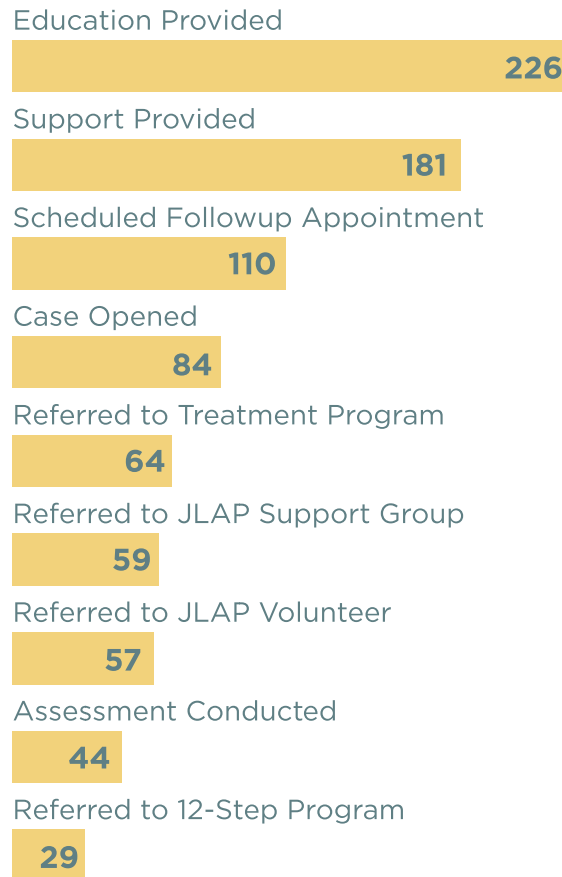 Education Provided
226
Support Provided
181
Scheduled Followup Appointment
110
Case Opened
84
Referred to Treatment Program
64
Referred to JLAP Support Group
59
Referred to JLAP Volunteer
57
Assessment Conducted
44
Referred to 12-Step Program
29